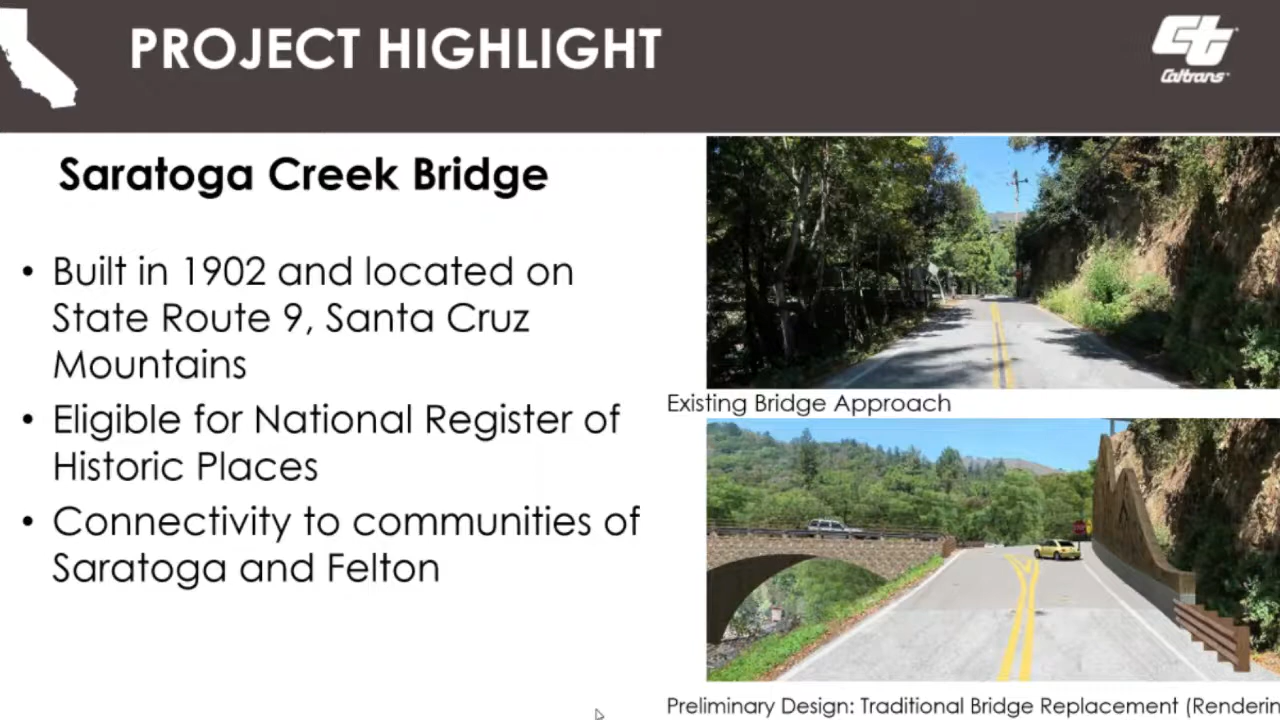 PROJECT HIGHLIGHT
Caltrans
Saratoga Creek Bridge
• Built in 1902 and located on
State Route 9, Santa Cruz
Mountains
• Eligible for National Register of
Historic Places
• Connectivity to communities of
Saratoga and Felton
Existing Bridge Approach
Preliminary Design: Traditional Bridge Replacement (Renderin